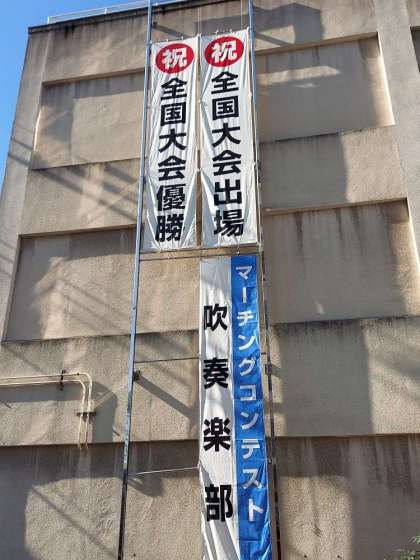 祝 全国大会出場
祝 全国大会優勝
マーチングコンテスト
吹奏楽部